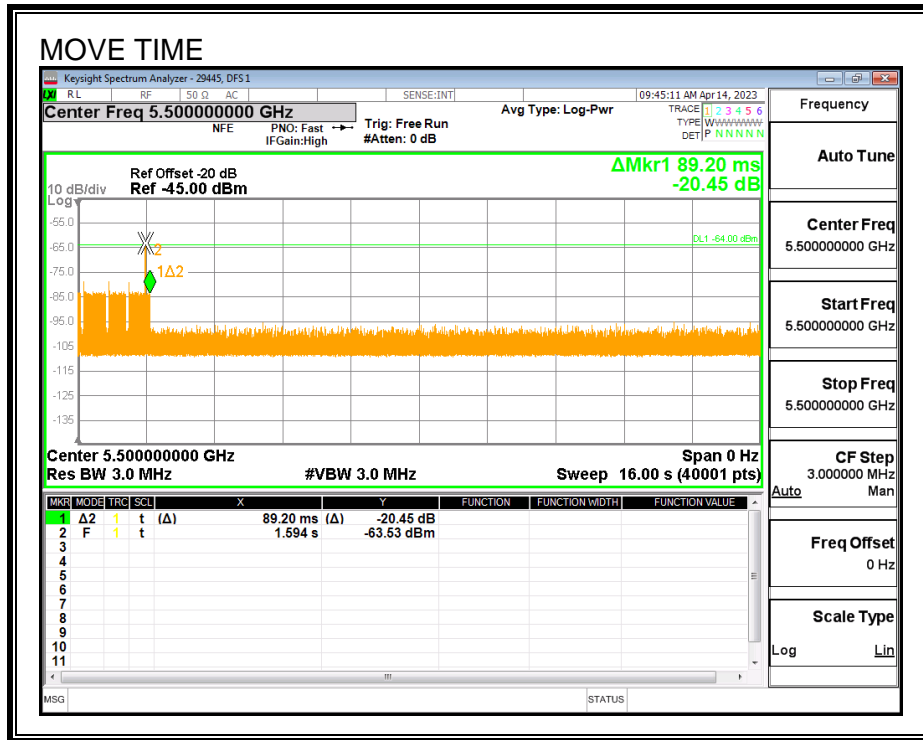 MOVE TIME
Keysight Spectrum Analyzer - 29445, DFS 1
LXI RL RF 50 Ω AC SENSE:INT 09:45:11 AM Apr 14, 2023
Center Freq 5.500000000 GHz Avg Type: Log-Pwr TRACE 1 2 3 4 5 6
NFE PNO: Fast Trig: Free Run TYPE WWWWWWW
IFGain:High #Atten: 0 dB DET P N N N N N
ΔMkr1 89.20 ms
-20.45 dB
Ref Offset -20 dB
10 dB/div Ref -45.00 dBm
Log
-55.0
-65.0
-75.0
-85.0
-95.0
-105
-115
-125
-135
DL1 -64.00 dBm
2
1Δ2
Center 5.500000000 GHz Span 0 Hz
Res BW 3.0 MHz #VBW 3.0 MHz Sweep 16.00 s (40001 pts)
MKR MODE TRC SCL X Y FUNCTION FUNCTION WIDTH FUNCTION VALUE
1 Δ2 1 t (Δ) 89.20 ms (Δ) -20.45 dB
2 F 1 t 1.594 s -63.53 dBm
3
4
5
6
7
8
9
10
11
MSG STATUS
Frequency
Auto Tune
Center Freq
5.500000000 GHz
Start Freq
5.500000000 GHz
Stop Freq
5.500000000 GHz
CF Step
3.000000 MHz
Auto Man
Freq Offset
0 Hz
Scale Type
Log Lin